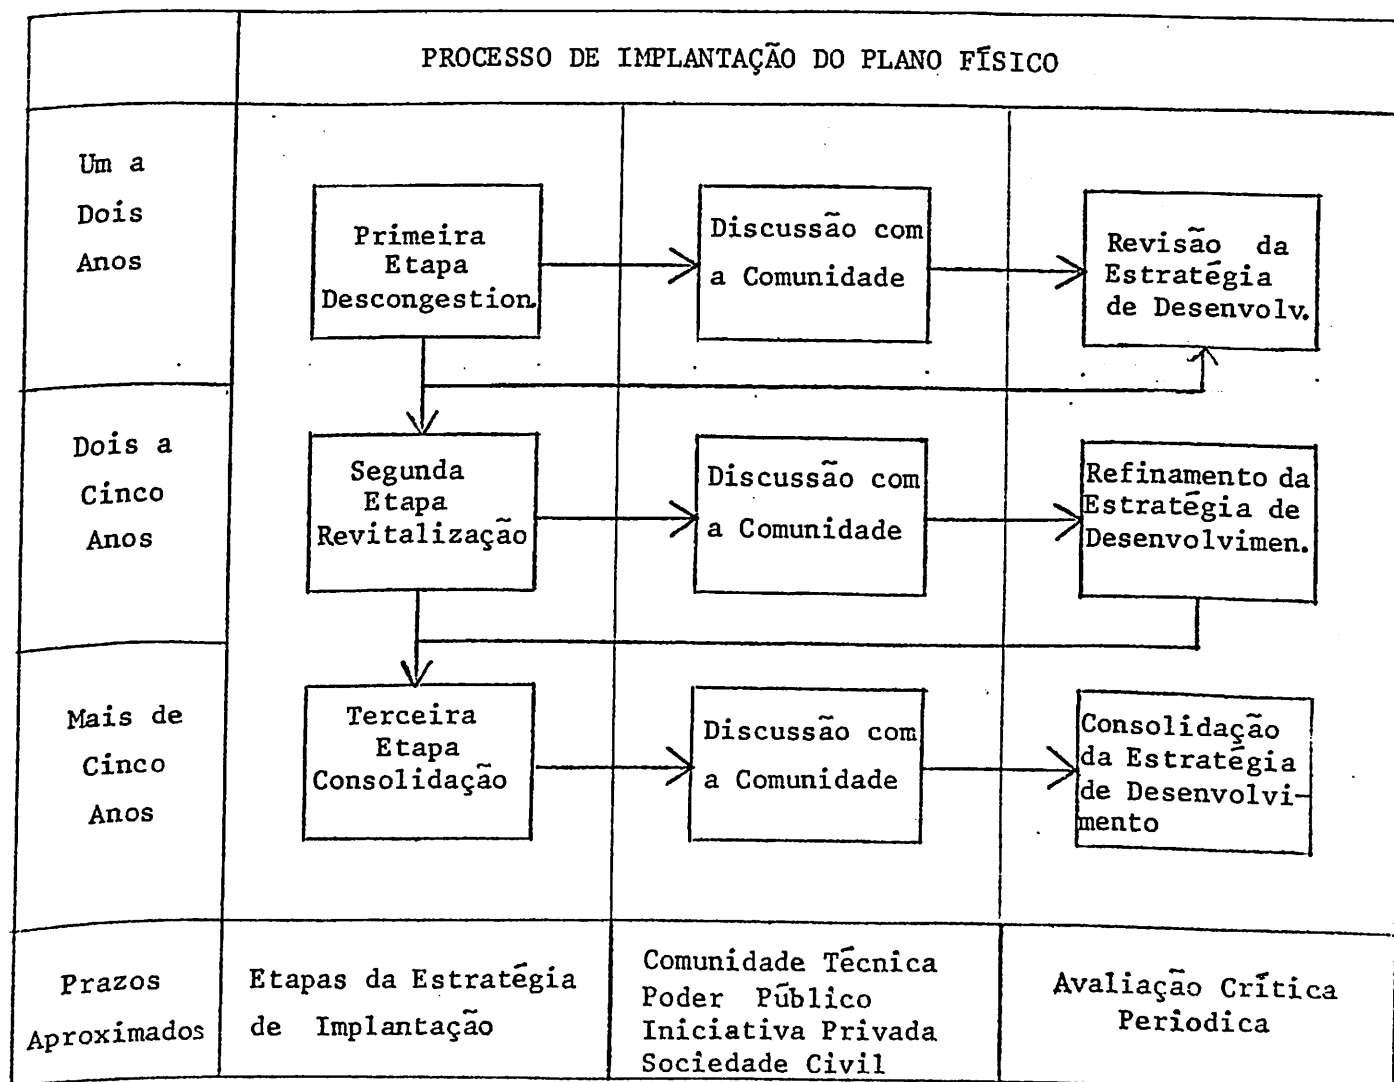 PROCESSO DE IMPLANTAÇÃO DO PLANO FÍSICO
Um a
Dois
Anos
Primeira
Etapa
Descongestion.
Discussão com
a Comunidade
Revisão da
Estratégia
de Desenvolv.
Dois a
Cinco
Anos
Segunda
Etapa
Revitalização
Discussão com
a Comunidade
Refinamento da
Estratégia de
Desenvolvimen.
Mais de
Cinco
Anos
Terceira
Etapa
Consolidação
Discussão com
a Comunidade
Consolidação
da Estratégia
de Desenvolvi-
mento
Prazos
Aproximados
Etapas da Estratégia
de Implantação
Comunidade Técnica
Poder Público
Iniciativa Privada
Sociedade Civil
Avaliação Crítica
Periodica